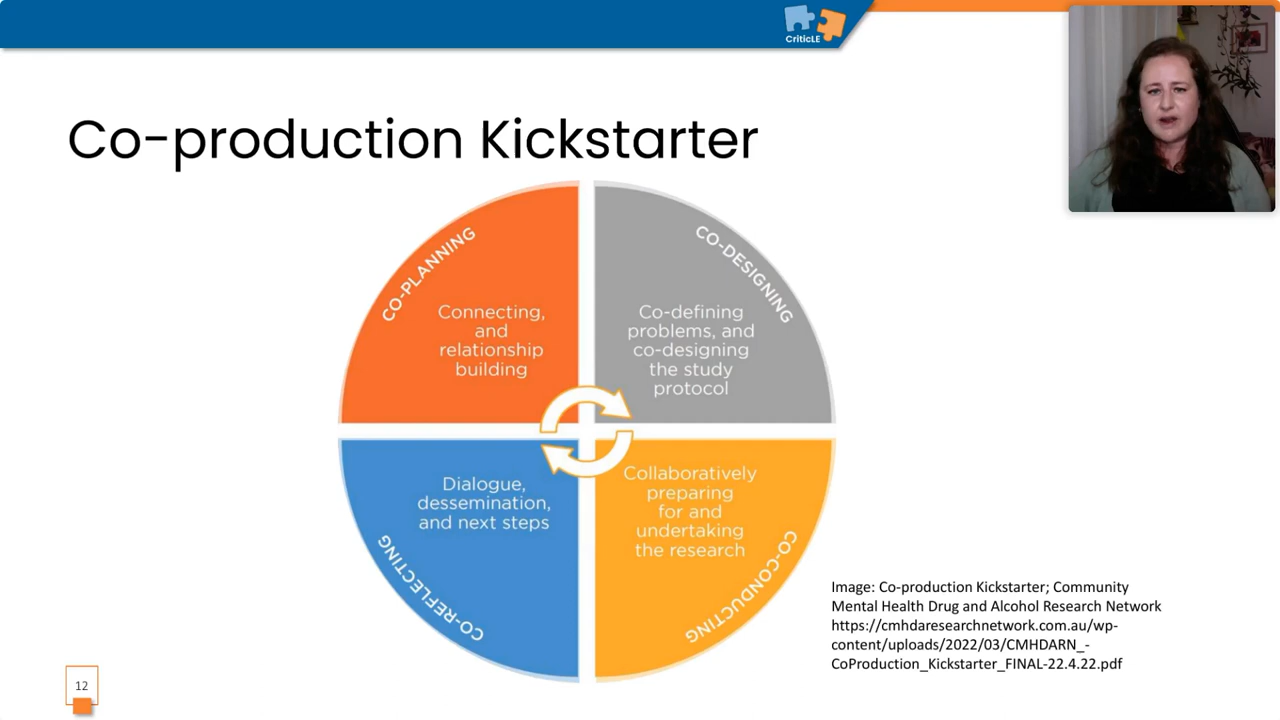 CriticLE
Co-production Kickstarter
CO-PLANNING
Connecting,
and
relationship
building
CO-DESIGNING
Co-defining
problems, and
co-designing
the study
protocol
Dialogue,
dessemination,
and next steps
CO-REFLECTING
Collaboratively
preparing
for and
undertaking
the research
CO-CONDUCTING
Image: Co-production Kickstarter; Community
Mental Health Drug and Alcohol Research Network
https://cmhdaresearchnetwork.com.au/wp-
content/uploads/2022/03/CMHDARN_-
CoProduction_Kickstarter_FINAL-22.4.22.pdf
12